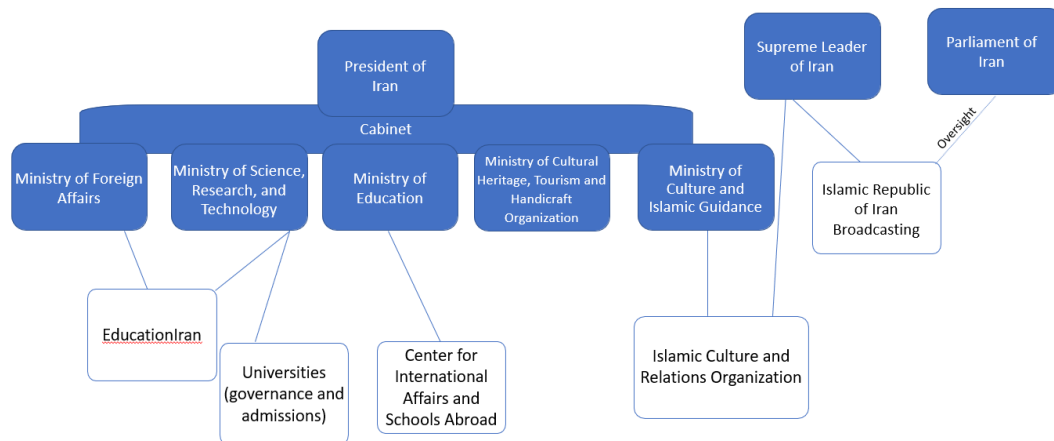 President of
Iran
Supreme Leader
of Iran
Parliament of
Iran
Cabinet
Oversight
Ministry of Foreign
Affairs
Ministry of Science,
Research, and
Technology
Ministry of
Education
Ministry of Cultural
Heritage, Tourism and
Handicraft
Organization
Ministry of
Culture and
Islamic Guidance
Islamic Republic
of Iran
Broadcasting
EducationIran
Universities
(governance and
admissions)
Center for
International
Affairs and
Schools Abroad
Islamic Culture and
Relations Organization